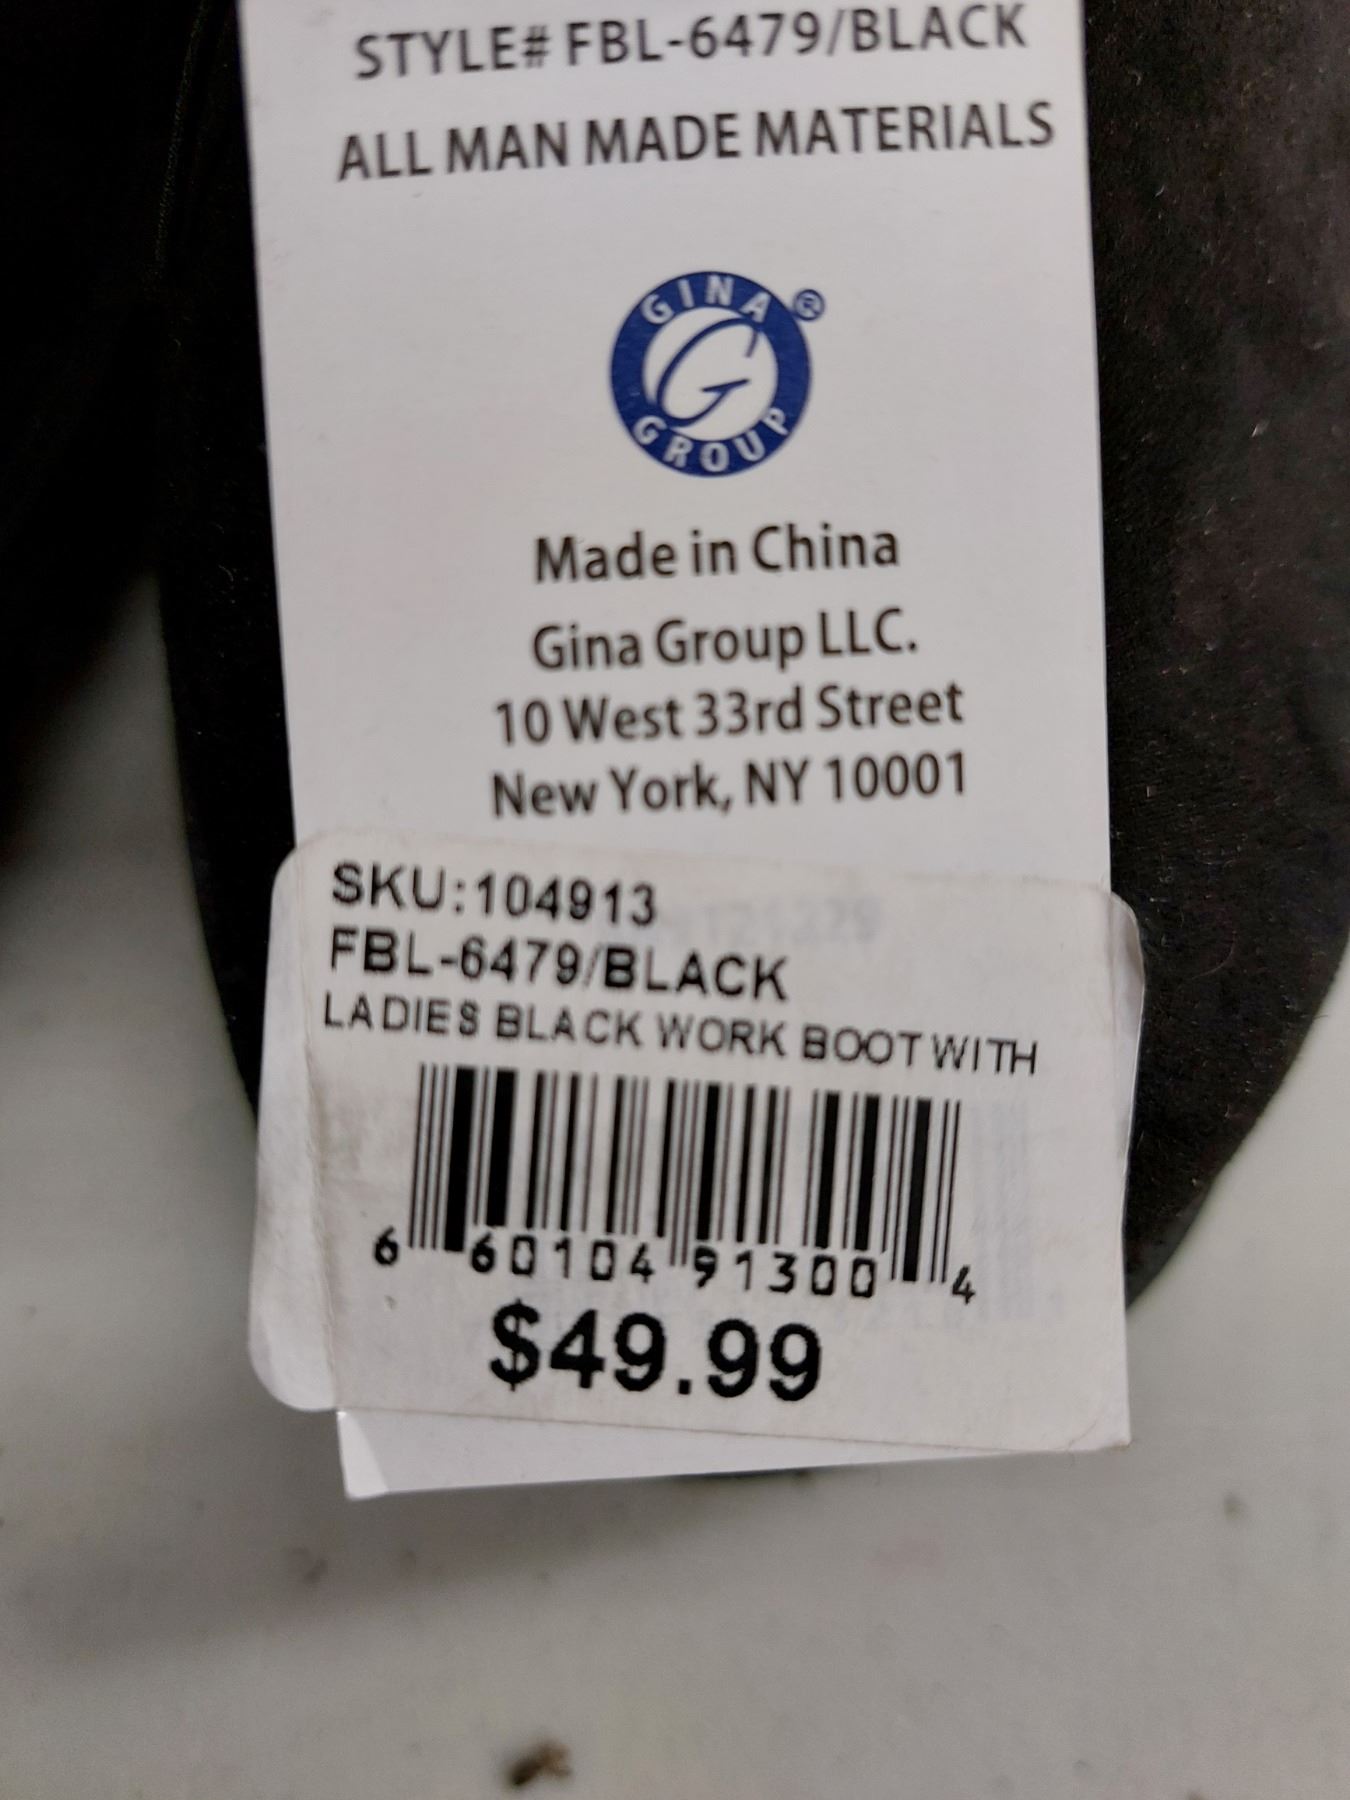 STYLE# FBL-6479/BLACK
ALL MAN MADE MATERIALS
GINA ®
G
GROUP
Made in China
Gina Group LLC.
10 West 33rd Street
New York, NY 10001
SKU:104913
FBL-6479/BLACK
LADIES BLACK WORK BOOT WITH
6 60104 91300 4
$49.99